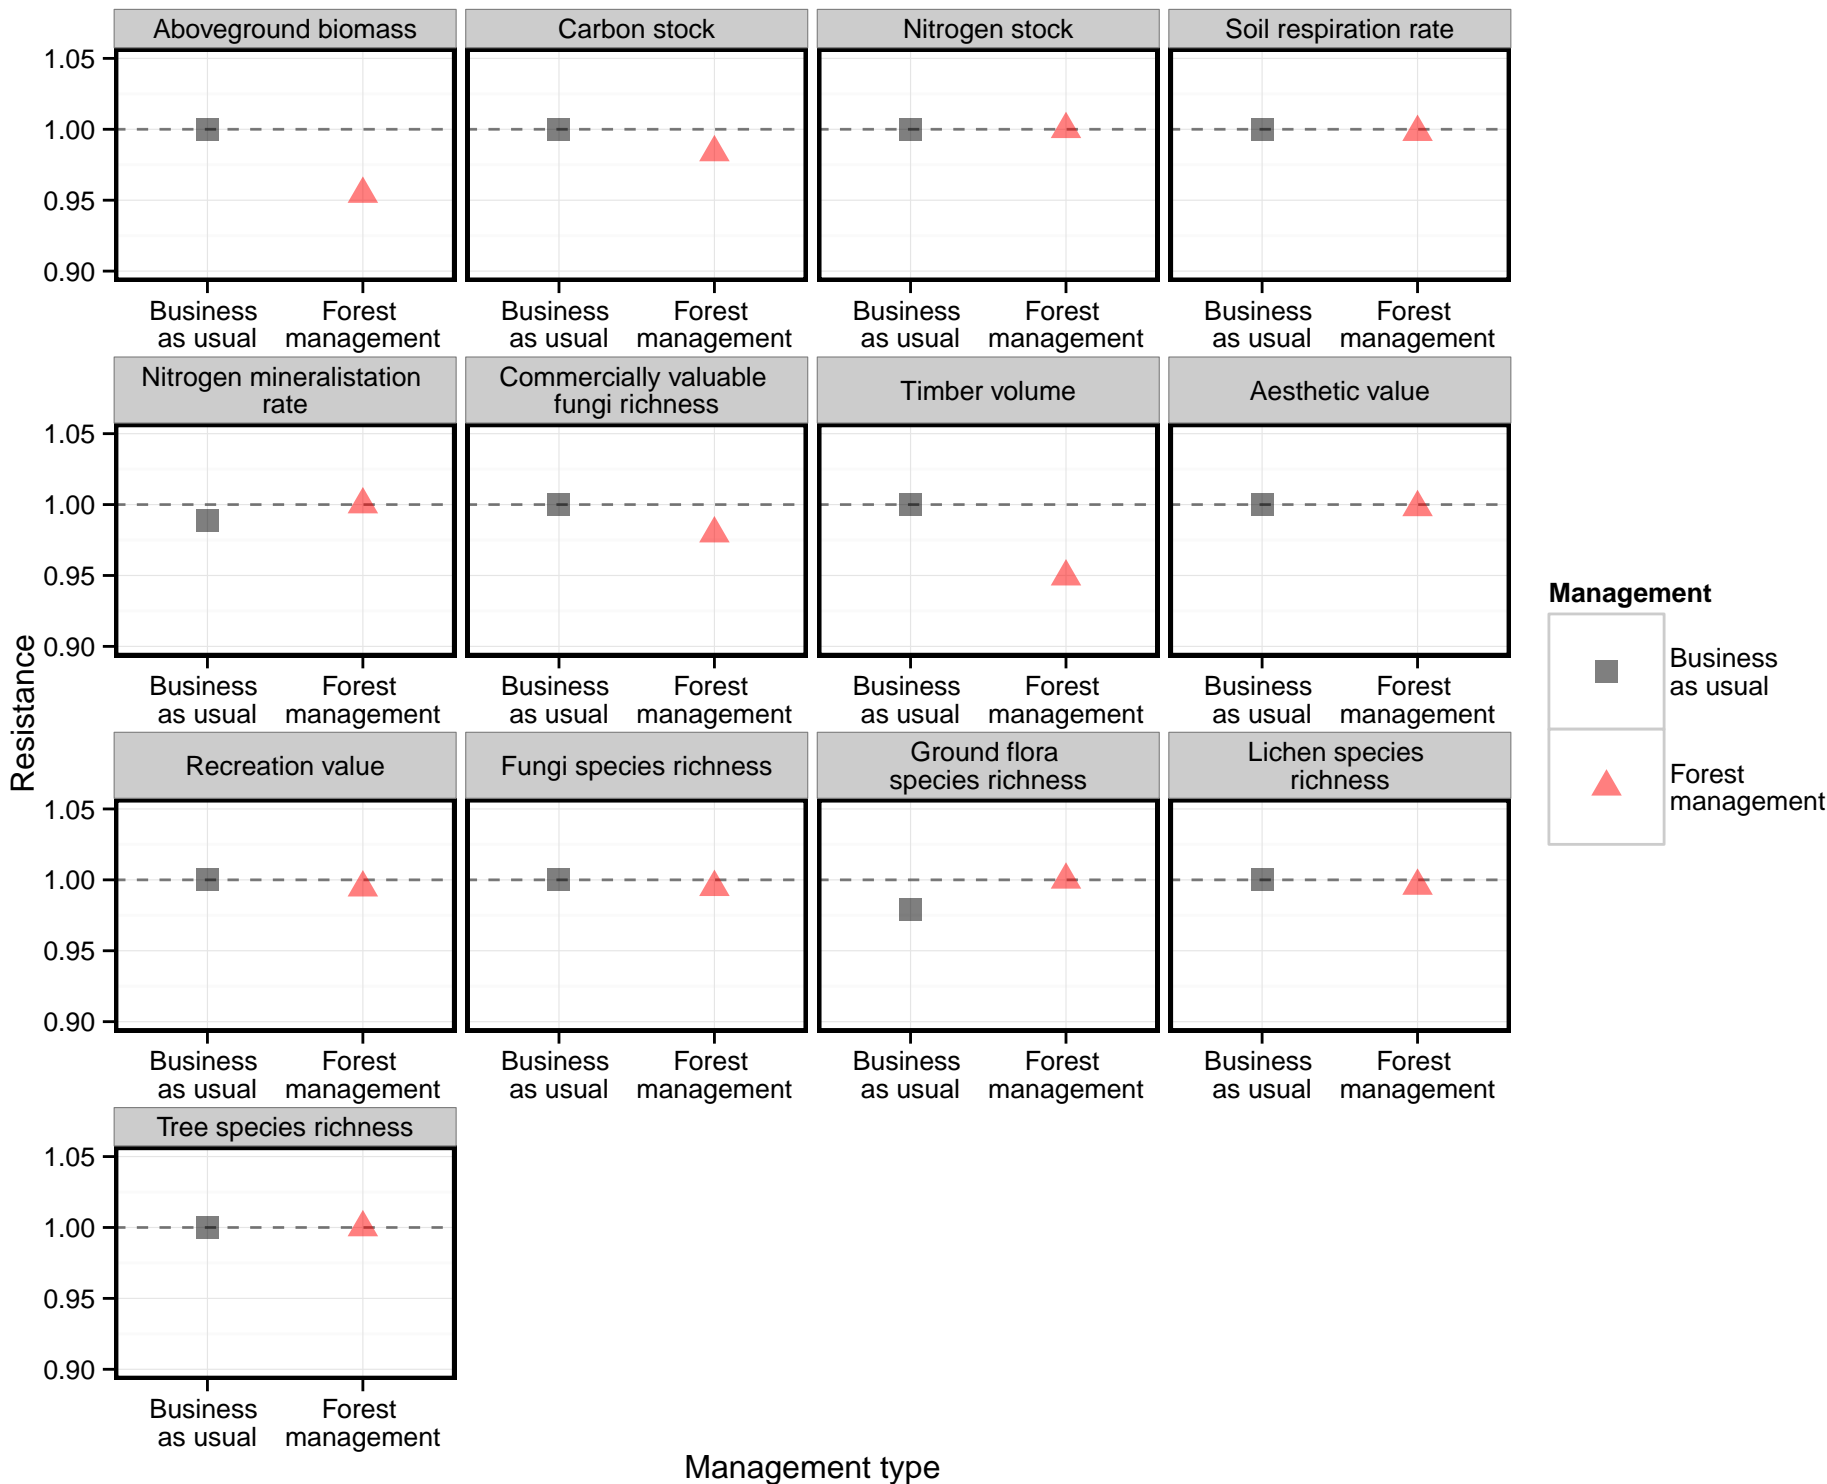 Aboveground biomass
Carbon stock
Nitrogen stock
Soil respiration rate
1.05
1.00
0.95
0.90
Business
as usual
Forest
management
Business
as usual
Forest
management
Business
as usual
Forest
management
Business
as usual
Forest
management
Nitrogen mineralistation
rate
Commercially valuable
fungi richness
Timber volume
Aesthetic value
1.05
1.00
0.95
0.90
Business
as usual
Forest
management
Business
as usual
Forest
management
Business
as usual
Forest
management
Business
as usual
Forest
management
Recreation value
Fungi species richness
Ground flora
species richness
Lichen species
richness
1.05
1.00
0.95
0.90
Business
as usual
Forest
management
Business
as usual
Forest
management
Business
as usual
Forest
management
Business
as usual
Forest
management
Tree species richness
1.05
1.00
0.95
0.90
Business
as usual
Forest
management
Resistance
Management type
Management
Business
as usual
Forest
management